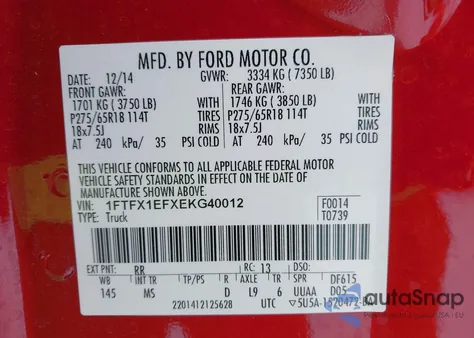 MFD. BY FORD MOTOR CO.
DATE: 12/14 GVWR: 3334 KG ( 7350 LB)
FRONT GAWR: REAR GAWR:
1701 KG ( 3750 LB) WITH 1746 KG ( 3850 LB) WITH
P275/65R18 114T TIRES P275/65R18 114T TIRES
18x7.5J RIMS 18x7.5J RIMS
AT 240 kPa/ 35 PSI COLD AT 240 kPa/ 35 PSI COLD
THIS VEHICLE CONFORMS TO ALL APPLICABLE FEDERAL MOTOR
VEHICLE SAFETY STANDARDS IN EFFECT ON THE DATE OF
MANUFACTURE SHOWN ABOVE.
VIN: 1FTFX1EFXEKG40012 F0014
TYPE: Truck T0739
EXT PNT: RR RC: 13 DSO:
WB INT TR TP/PS R AXLE TR SPR DF615
145 MS D L9 6 UUAA D05
2201412125628 UTC 5U5A-1520472-BA
autoSnap